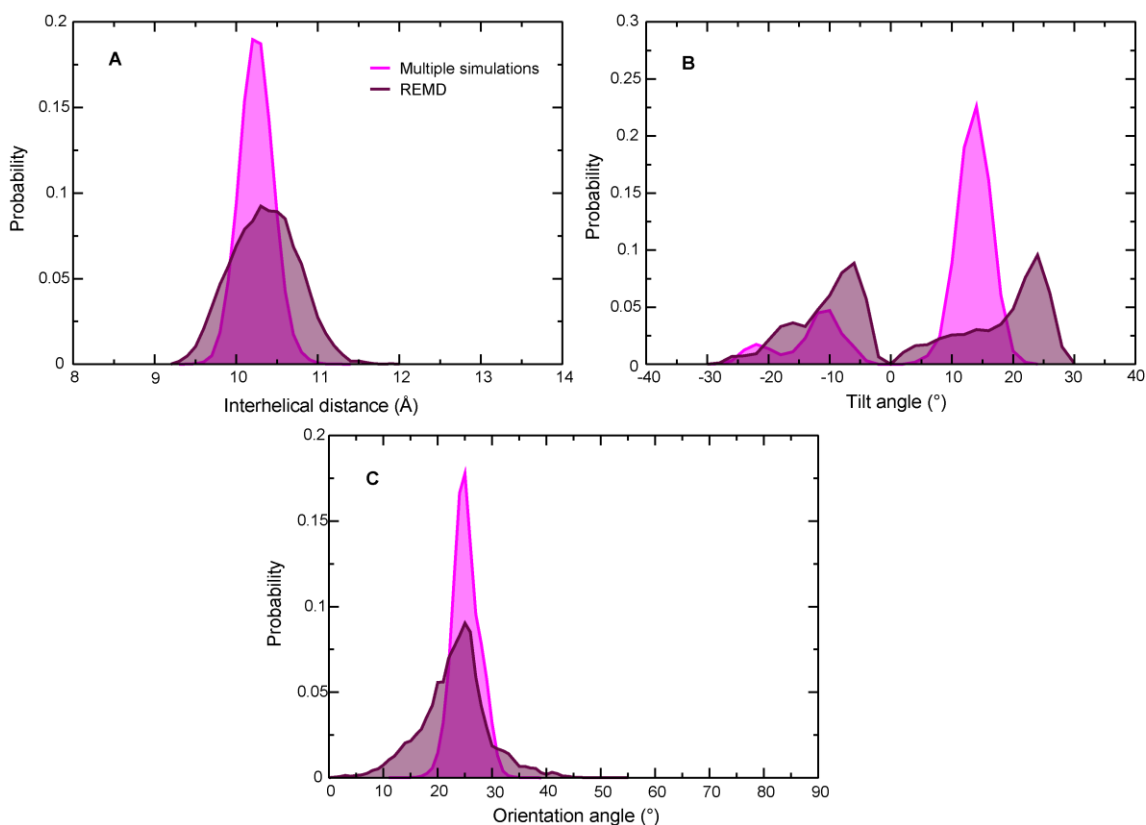 0.2
0.15
0.1
0.05
0
Probability
A
Multiple simulations
REMD
8 9 10 11 12 13 14
Interhelical distance (Å)
0.3
0.25
0.2
0.15
0.1
0.05
0
Probability
B
-40 -30 -20 -10 0 10 20 30 40
Tilt angle (°)
0.2
0.15
0.1
0.05
0
Probability
C
0 10 20 30 40 50 60 70 80 90
Orientation angle (°)